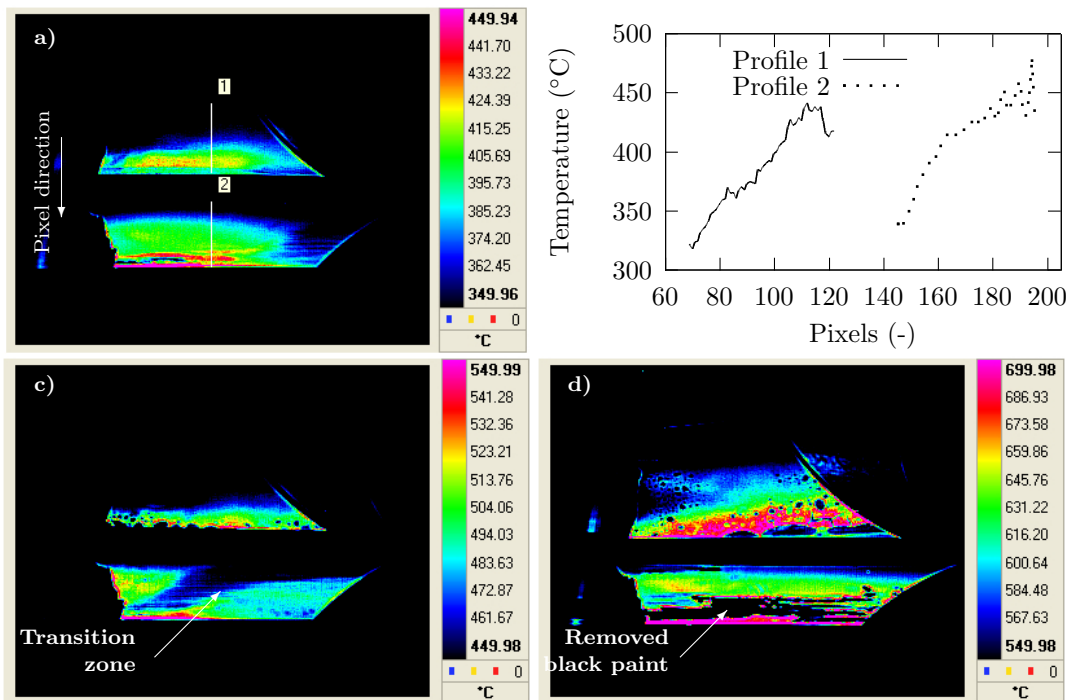 a)
1
2
Pixel direction
449.94
441.70
433.22
424.39
415.25
405.69
395.73
385.23
374.20
362.45
349.96
0
°C
Temperature (°C)
500
450
400
350
300
Profile 1
Profile 2
60 80 100 120 140 160 180 200
Pixels (-)
c)
Transition
zone
549.99
541.28
532.36
523.21
513.76
504.06
494.03
483.63
472.87
461.67
449.98
0
°C
d)
Removed
black paint
699.98
686.93
673.58
659.86
645.76
631.22
616.20
600.64
584.48
567.63
549.98
0
°C